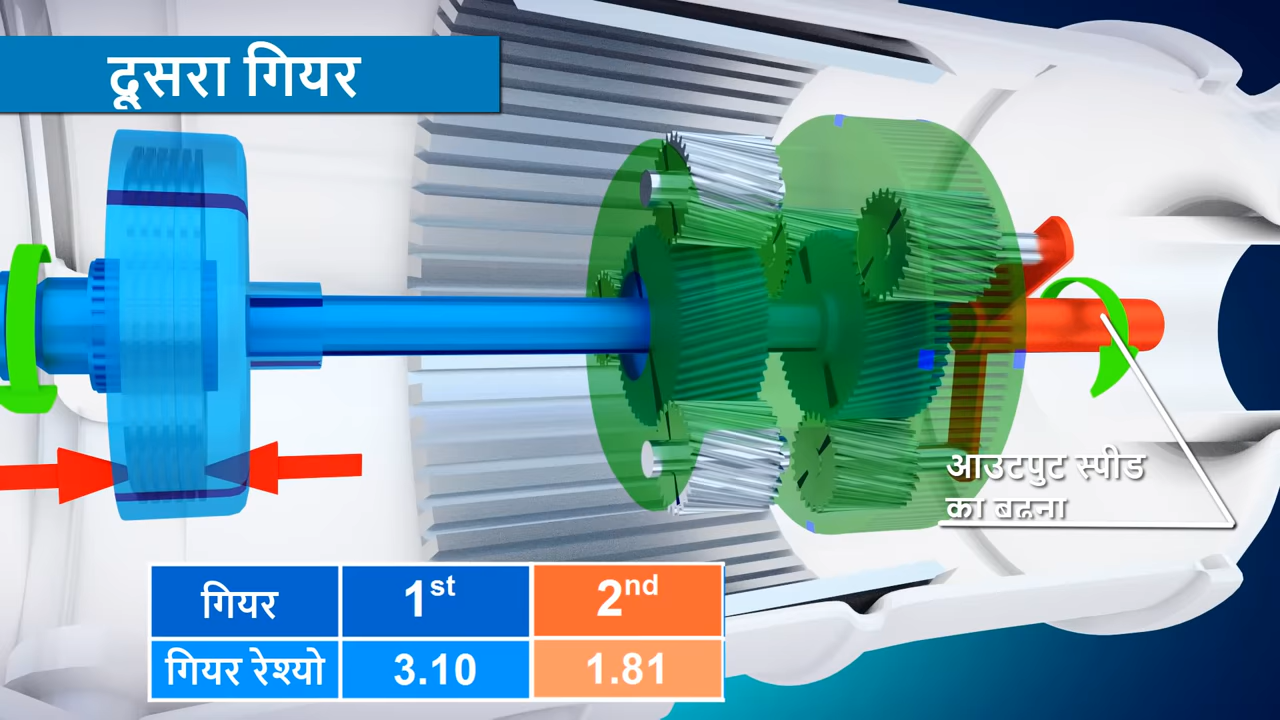 दूसरा गियर
आउटपुट स्पीड
का बढ़ना
गियर 1st 2nd
गियर रेश्यो 3.10 1.81